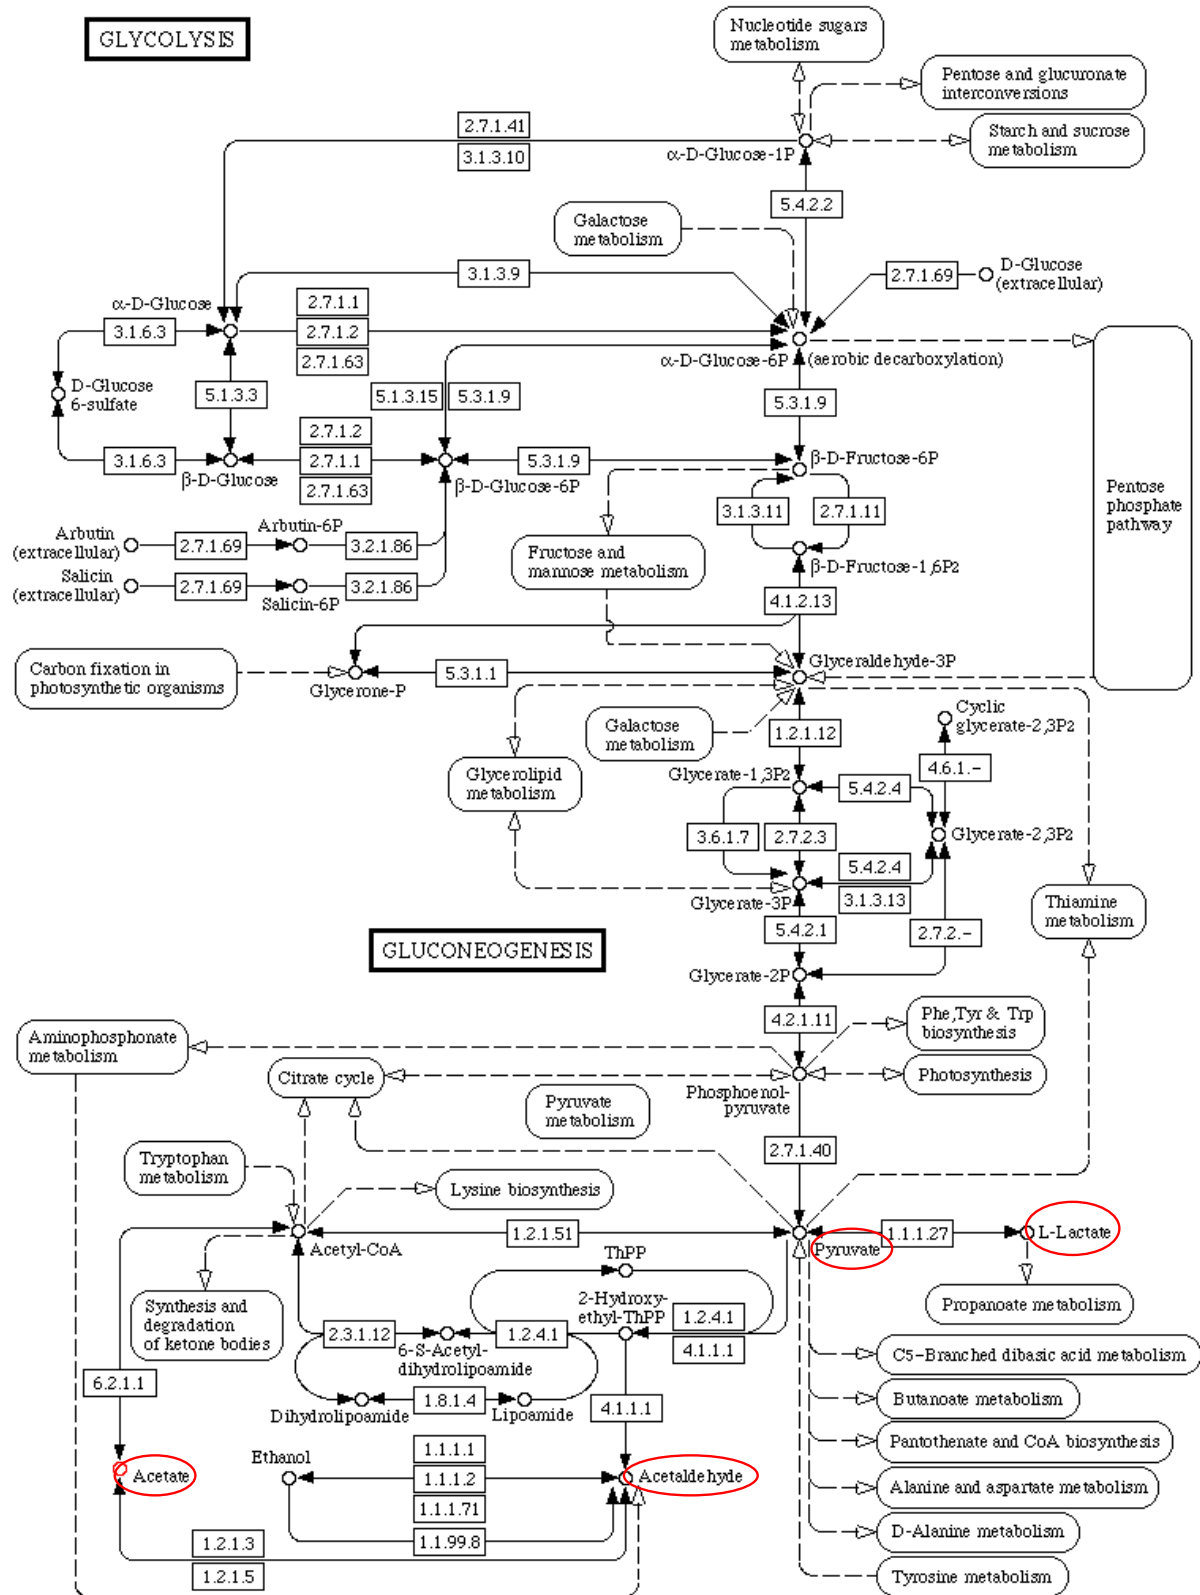 GLYCOLYSIS
Nucleotide sugars
metabolism
Pentose and glucuronate
interconversions
2.7.1.41
3.1.3.10
α-D-Glucose-1P
Starch and sucrose
metabolism
5.4.2.2
Galactose
metabolism
3.1.3.9
2.7.1.69
D-Glucose
(extracellular)
α-D-Glucose
2.7.1.1
3.1.6.3
2.7.1.2
2.7.1.63
α-D-Glucose-6P
(aerobic decarboxylation)
D-Glucose
6-sulfate
5.1.3.3
5.1.3.15
5.3.1.9
5.3.1.9
2.7.1.2
3.1.6.3
2.7.1.1
5.3.1.9
β-D-Fructose-6P
β-D-Glucose
2.7.1.63
β-D-Glucose-6P
Pentose
phosphate
pathway
3.1.3.11
2.7.1.11
Arbutin
(extracellular)
2.7.1.69
Arbutin-6P
3.2.1.86
Fructose and
mannose metabolism
β-D-Fructose-1,6P2
Salicin
(extracellular)
2.7.1.69
Salicin-6P
3.2.1.86
4.1.2.13
Carbon fixation in
photosynthetic organisms
Glycerone-P
5.3.1.1
Glyceraldehyde-3P
Galactose
metabolism
1.2.1.12
Cyclic
glycerate-2,3P2
Glycerolipid
metabolism
Glycerate-1,3P2
5.4.2.4
4.6.1.-
3.6.1.7
2.7.2.3
Glycerate-2,3P2
5.4.2.4
3.1.3.13
Glycerate-3P
Thiamine
metabolism
GLUCONEOGENESIS
5.4.2.1
2.7.2.-
Glycerate-2P
4.2.1.11
Phe,Tyr & Trp
biosynthesis
Aminophosphonate
metabolism
Citrate cycle
Photosynthesis
Phosphoenol-
pyruvate
Pyruvate
metabolism
2.7.1.40
Tryptophan
metabolism
Lysine biosynthesis
Acetyl-CoA
1.2.1.51
Pyruvate
1.1.1.27
L-Lactate
ThPP
Synthesis and
degradation
of ketone bodies
2-Hydroxy-
ethyl-ThPP
Propanoate metabolism
2.3.1.12
6-S-Acetyl-
dihydrolipoamide
1.2.4.1
1.2.4.1
4.1.1.1
C5-Branched dibasic acid metabolism
6.2.1.1
Dihydrolipoamide
1.8.1.4
Lipoamide
4.1.1.1
Butanoate metabolism
Pantothenate and CoA biosynthesis
Acetate
Ethanol
1.1.1.1
1.1.1.2
1.1.1.71
1.1.99.8
Acetaldehyde
Alanine and aspartate metabolism
D-Alanine metabolism
1.2.1.3
1.2.1.5
Tyrosine metabolism